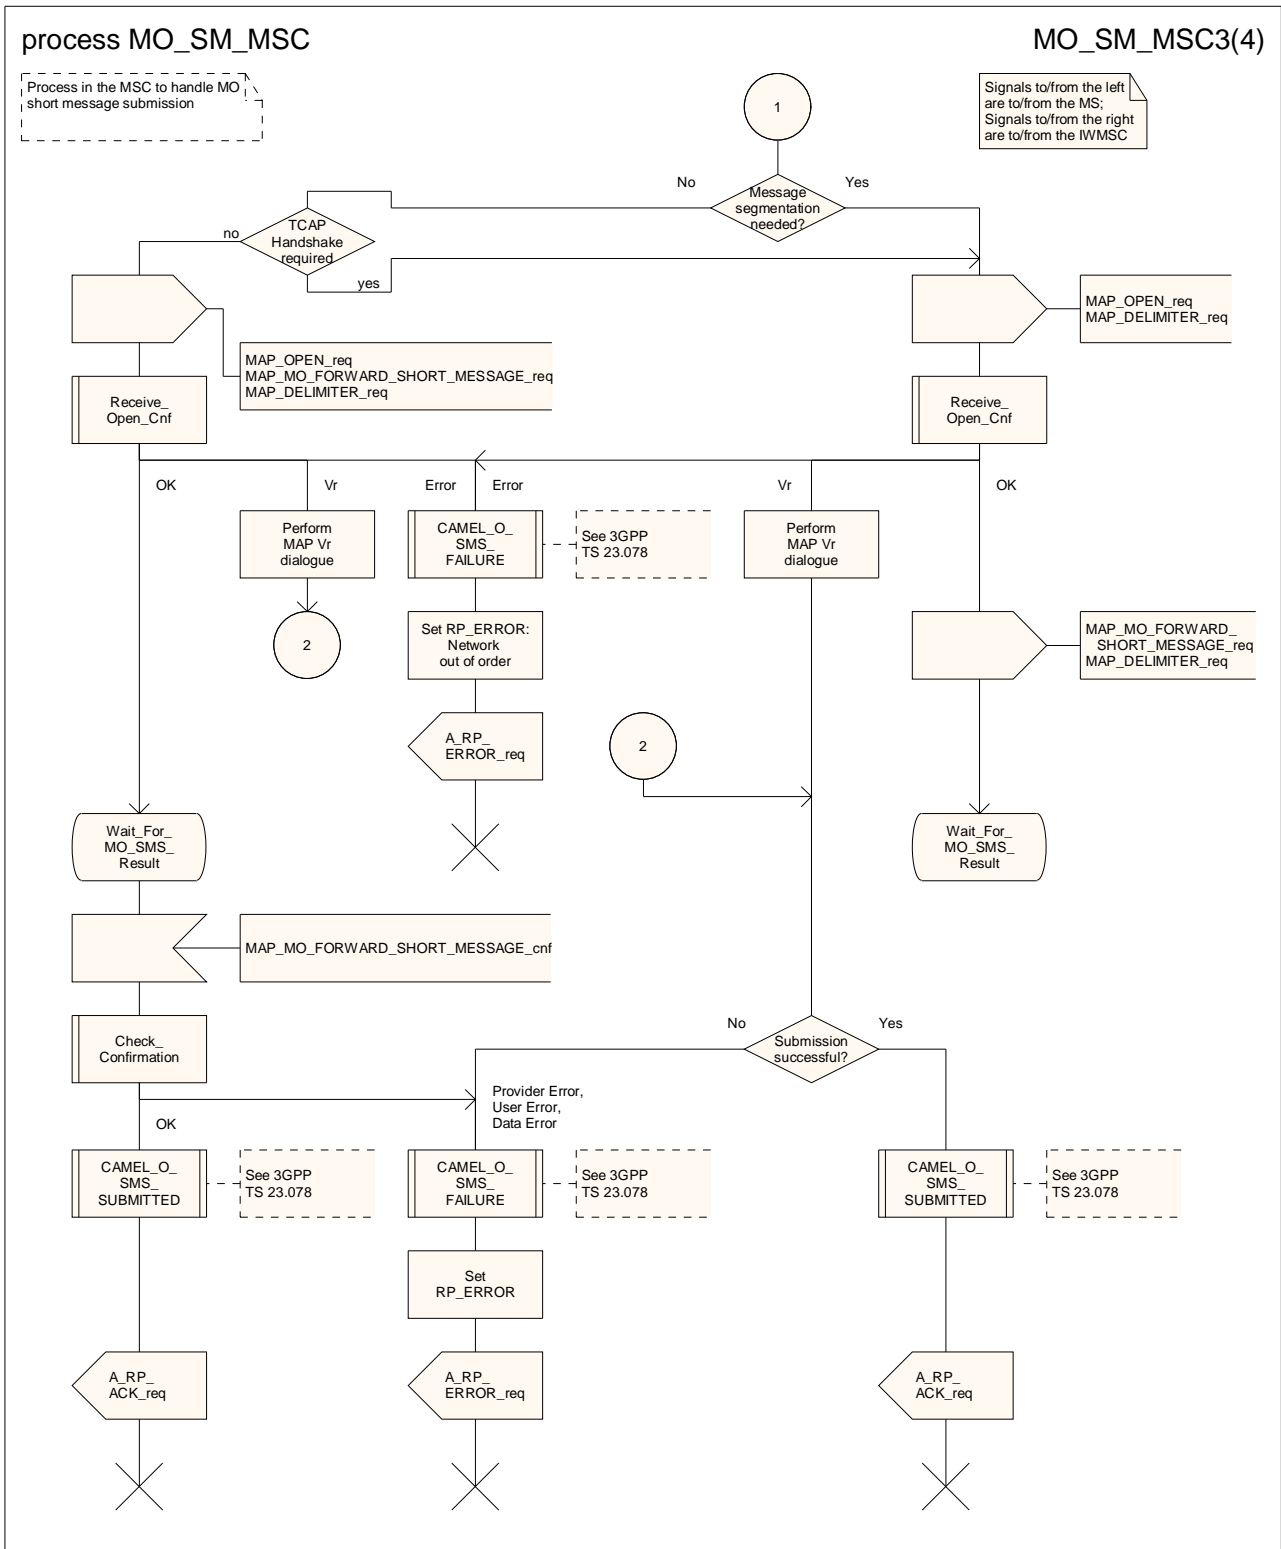 process MO_SM_MSC
MO_SM_MSC3(4)
Process in the MSC to handle MO
short message submission
1
Signals to/from the left
are to/from the MS;
Signals to/from the right
are to/from the IWMSC
No
Message
segmentation
needed?
Yes
no
TCAP
Handshake
required
yes
MAP_OPEN_req
MAP_DELIMITER_req
MAP_OPEN_req
MAP_MO_FORWARD_SHORT_MESSAGE_req
MAP_DELIMITER_req
Receive_
Open_Cnf
Receive_
Open_Cnf
OK
Vr
Error
Error
Vr
OK
Perform
MAP Vr
dialogue
CAMEL_O_
SMS_
FAILURE
See 3GPP
TS 23.078
Perform
MAP Vr
dialogue
2
Set RP_ERROR:
Network
out of order
MAP_MO_FORWARD_
SHORT_MESSAGE_req
MAP_DELIMITER_req
A_RP_
ERROR_req
2
Wait_For_
MO_SMS_
Result
Wait_For_
MO_SMS_
Result
MAP_MO_FORWARD_SHORT_MESSAGE_cnf
Check_
Confirmation
No
Submission
successful?
Yes
OK
Provider Error,
User Error,
Data Error
CAMEL_O_
SMS_
SUBMITTED
See 3GPP
TS 23.078
CAMEL_O_
SMS_
FAILURE
See 3GPP
TS 23.078
CAMEL_O_
SMS_
SUBMITTED
See 3GPP
TS 23.078
Set
RP_ERROR
A_RP_
ACK_req
A_RP_
ERROR_req
A_RP_
ACK_req